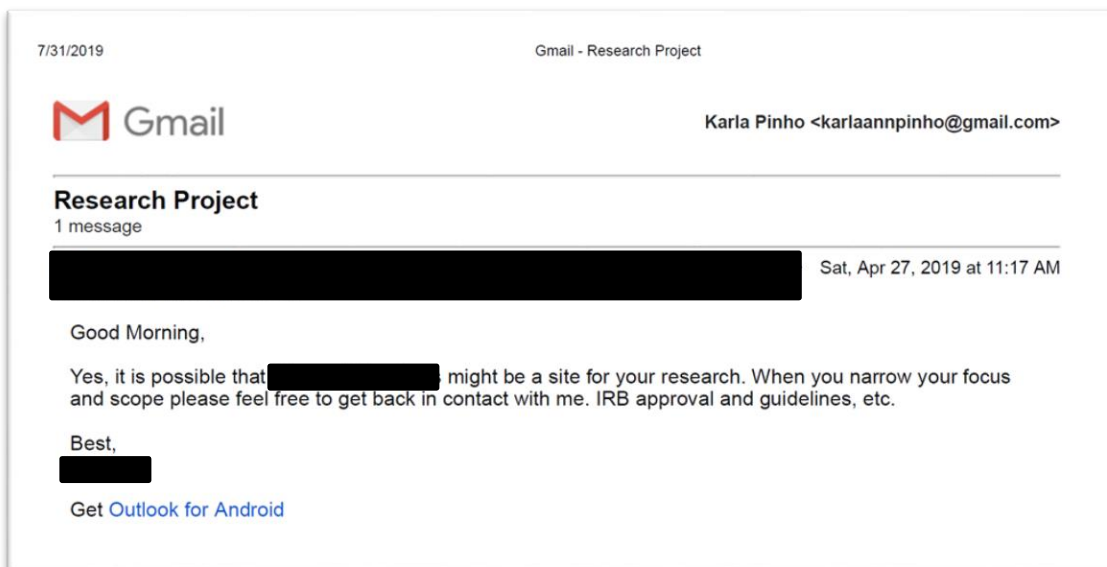 7/31/2019 Gmail - Research Project
Gmail Karla Pinho <karlaannpinho@gmail.com>
Research Project
1 message
Sat, Apr 27, 2019 at 11:17 AM
Good Morning,
Yes, it is possible that might be a site for your research. When you narrow your focus
and scope please feel free to get back in contact with me. IRB approval and guidelines, etc.
Best,
Get Outlook for Android